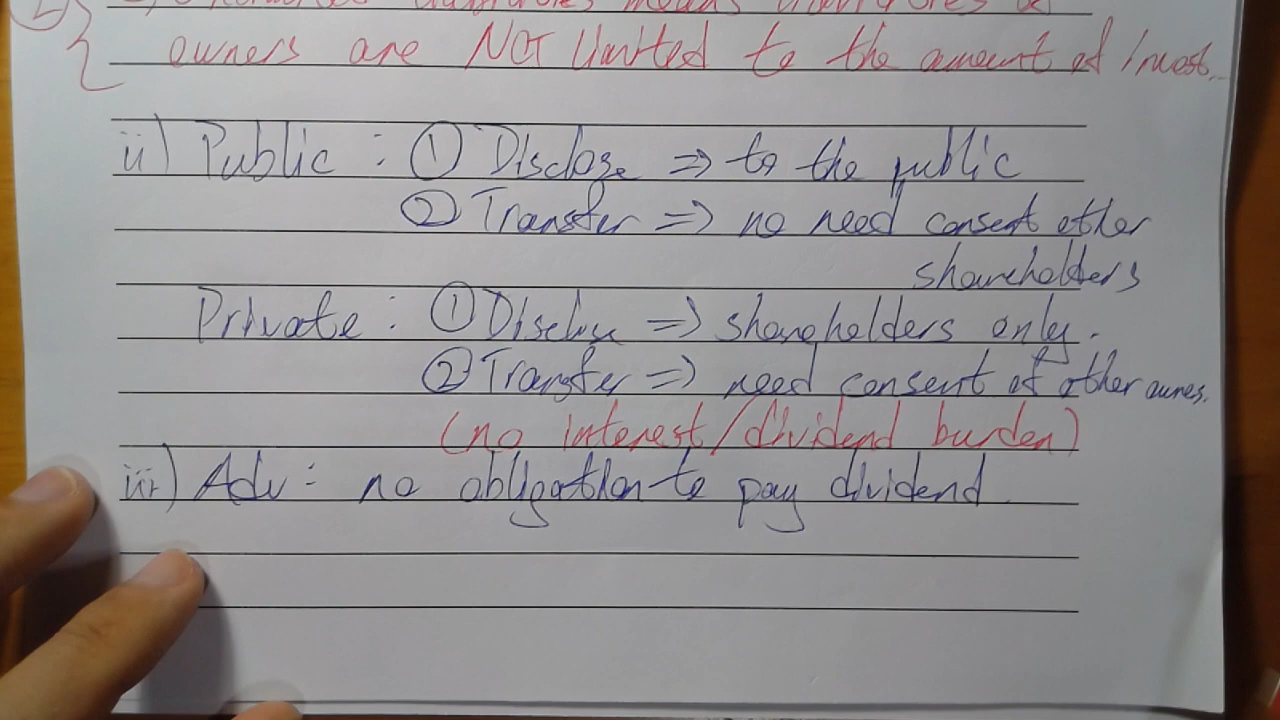 means
owners are NOT limited to the amount of invest.
ii) Public : ① Disclose => to the public
② Transfer => no need consent other
shareholders
Private : ① Disclose => shareholders only.
② Transfer => need consent of other owners.
(no interest/dividend burden)
iii) Adv : no obligation to pay dividend.